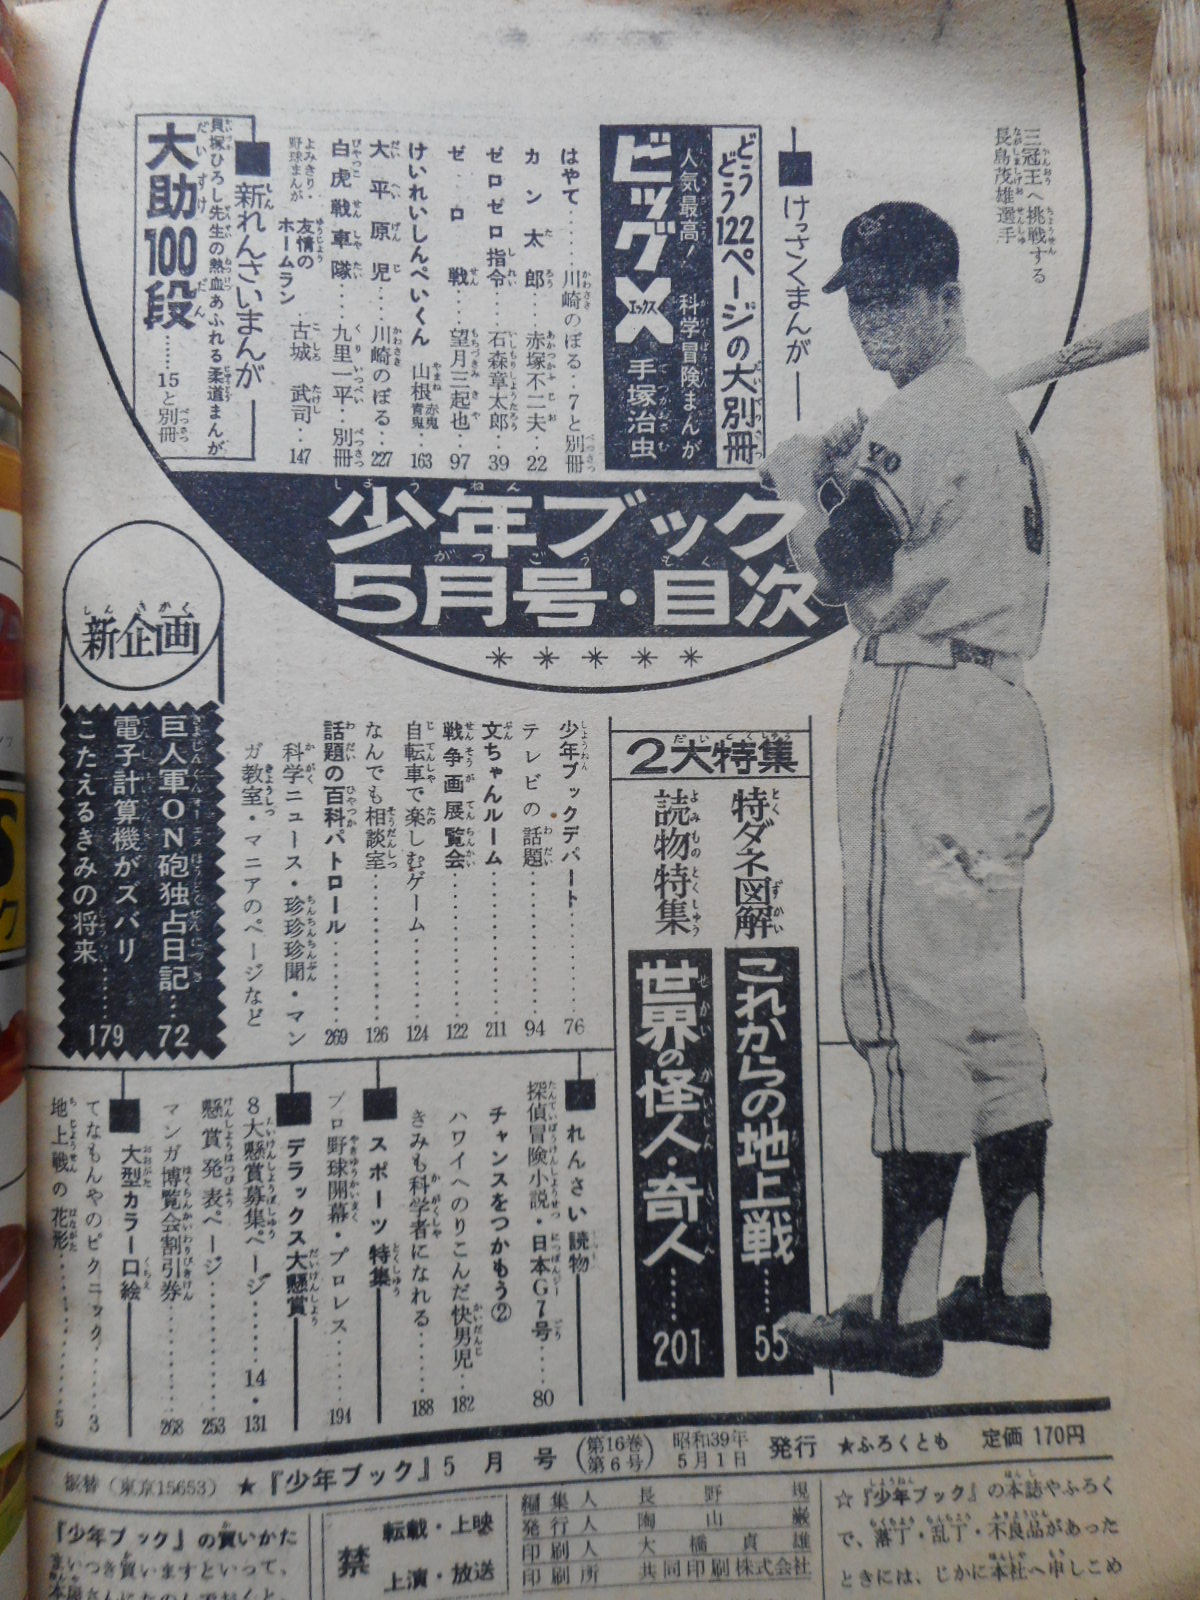 三冠王へ挑戦する
長島茂雄選手
けっさくまんが
どうどう122ページの大別冊
人気最高! 科学冒険まんが
ビッグX 手塚治虫
はやて……川崎のぼる‥7と別冊
カン太郎……赤塚不二夫‥22
ゼロゼロ指令……石森章太郎‥39
ゼロ戦……望月三起也‥97
けいれいしんぺいくん 山根赤鬼青鬼 163
大平原児……川崎のぼる‥227
白虎戦車隊……九里一平‥別冊
よみきり野球まんが 友情のホームラン 古城武司‥147
新れんさいまんが
貝塚ひろし先生の熱血あふれる柔道まんが
大助100段……15と別冊
少年ブック
5月号・目次
新企画
巨人軍ON砲独占日記……72
電子計算機がズバリ
こたえるきみの将来……179
2大特集
特ダネ図解 これからの地上戦……55
読物特集 世界の怪人・奇人……201
少年ブックデパート……76
テレビの話題……94
文ちゃんルーム……211
戦争画展覧会……122
自転車で楽しむゲーム……124
なんでも相談室……126
話題の百科パトロール……269
科学ニュース・珍珍珍聞・マン
ガ教室・マニアのページなど
れんさい読物
探偵冒険小説・日本G7号……80
チャンスをつかもう②
ハワイへのりこんだ快男児……182
きみも科学者になれる……188
スポーツ特集
プロ野球開幕・プロレス……194
デラックス大懸賞
8大懸賞募集ページ……14・131
懸賞発表ページ……253
マンガ博覧会割引券……268
大型カラー口絵
てなもんやのピクニック……3
地上戦の花形……5
振替(東京15653) ★『少年ブック』5月号(第16巻第6号)昭和39年5月1日発行 ★ふろくとも 定価170円
『少年ブック』の買いかた
まいつき買いますといって、
禁
転載・上映
上演・放送
編集人 長野規
発行人 陶山巌
印刷人 大橋貞雄
印刷所 共同印刷株式会社
☆『少年ブック』の本誌やふろく
で、落丁・乱丁・不良品があった
ときには、じかに本社へ申しこめ